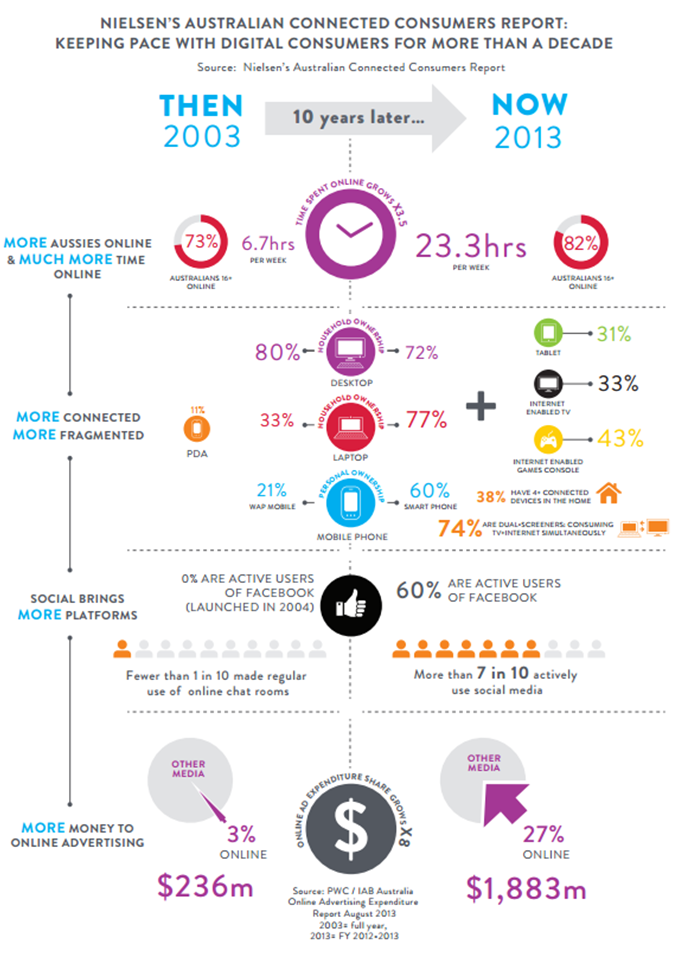 NIELSEN'S AUSTRALIAN CONNECTED CONSUMERS REPORT:
KEEPING PACE WITH DIGITAL CONSUMERS FOR MORE THAN A DECADE
Source: Nielsen's Australian Connected Consumers Report
THEN
2003
10 years later...
NOW
2013
MORE AUSSIES ONLINE
& MUCH MORE TIME
ONLINE
73%
AUSTRALIANS 16+
ONLINE
6.7hrs
PER WEEK
TIME SPENT ONLINE GROWS X3.5
23.3hrs
PER WEEK
82%
AUSTRALIANS 16+
ONLINE
MORE CONNECTED
MORE FRAGMENTED
11%
PDA
80%
HOUSEHOLD OWNERSHIP
72%
DESKTOP
33%
HOUSEHOLD OWNERSHIP
77%
LAPTOP
21%
WAP MOBILE
PERSONAL OWNERSHIP
60%
SMART PHONE
MOBILE PHONE
+
31%
TABLET
33%
INTERNET
ENABLED TV
43%
INTERNET ENABLED
GAMES CONSOLE
38% HAVE 4+ CONNECTED
DEVICES IN THE HOME
74% ARE DUAL-SCREENERS: CONSUMING
TV+INTERNET SIMULTANEOUSLY
SOCIAL BRINGS
MORE PLATFORMS
0% ARE ACTIVE USERS
OF FACEBOOK
(LAUNCHED IN 2004)
60% ARE ACTIVE USERS
OF FACEBOOK
Fewer than 1 in 10 made regular
use of online chat rooms
More than 7 in 10 actively
use social media
MORE MONEY TO
ONLINE ADVERTISING
OTHER
MEDIA
3%
ONLINE
$236m
ONLINE AD EXPENDITURE SHARE GROWS X8
$
Source: PWC / IAB Australia
Online Advertising Expenditure
Report August 2013
2003= full year,
2013= FY 2012-2013
OTHER
MEDIA
27%
ONLINE
$1,883m